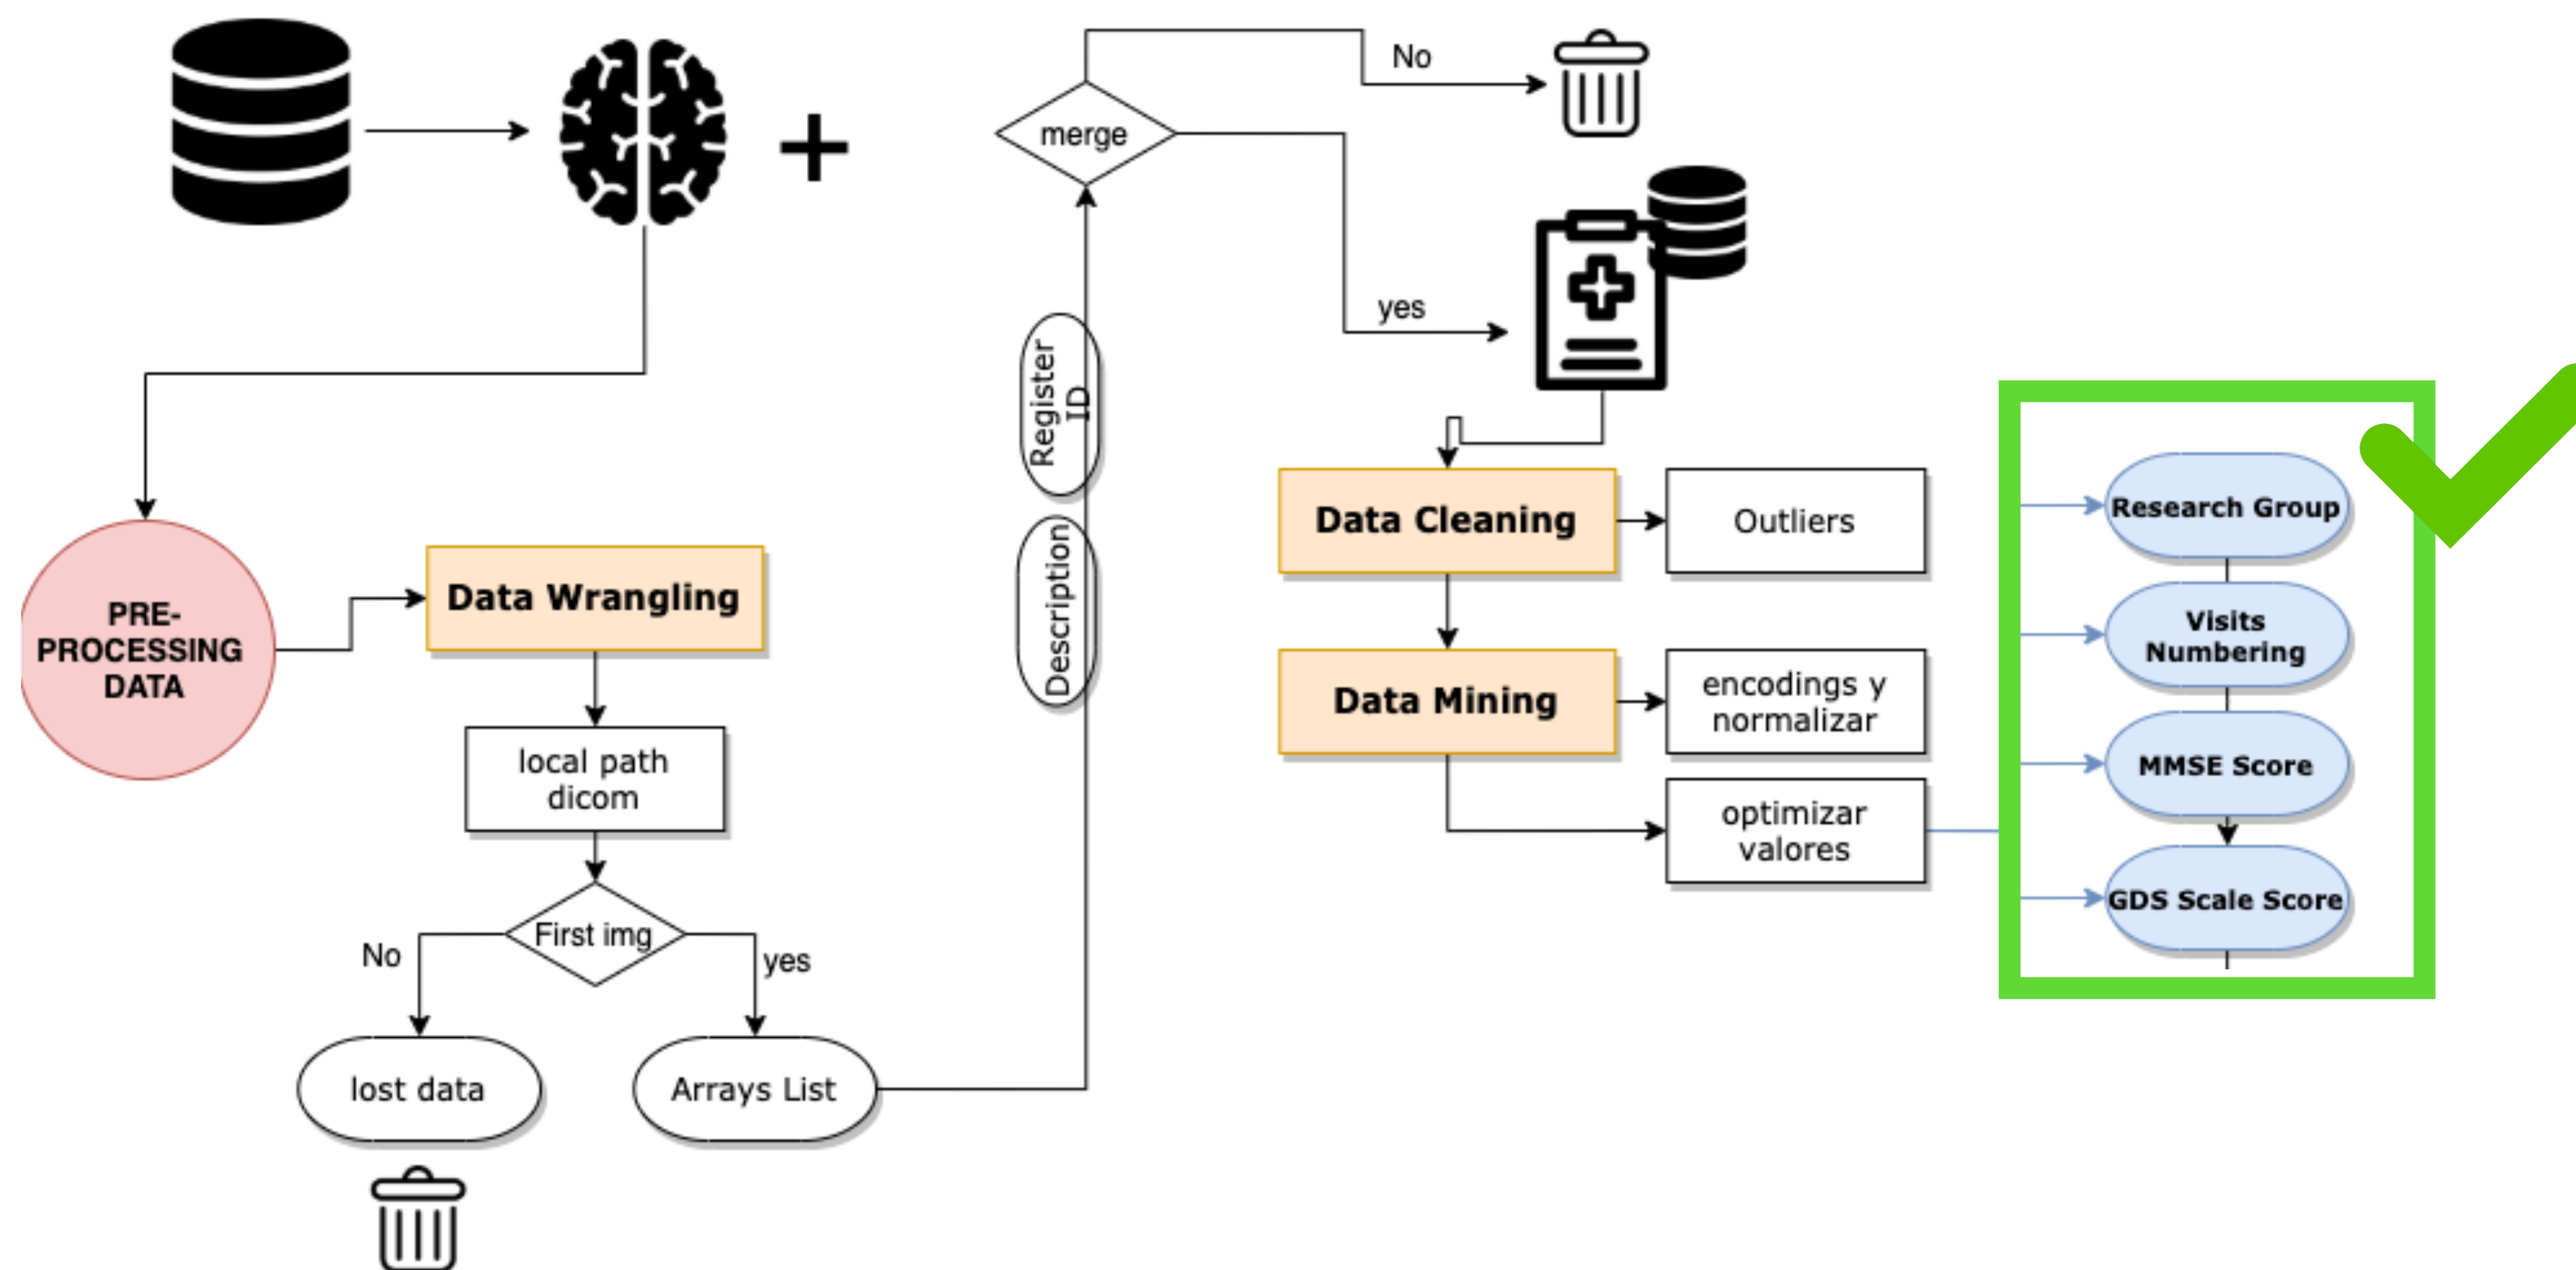 No
merge
yes
Register
ID
Description
PRE-
PROCESSING
DATA
Data Wrangling
local path
dicom
First img
No
yes
lost data
Arrays List
Data Cleaning
Outliers
Data Mining
encodings y
normalizar
optimizar
valores
Research Group
Visits
Numbering
MMSE Score
GDS Scale Score